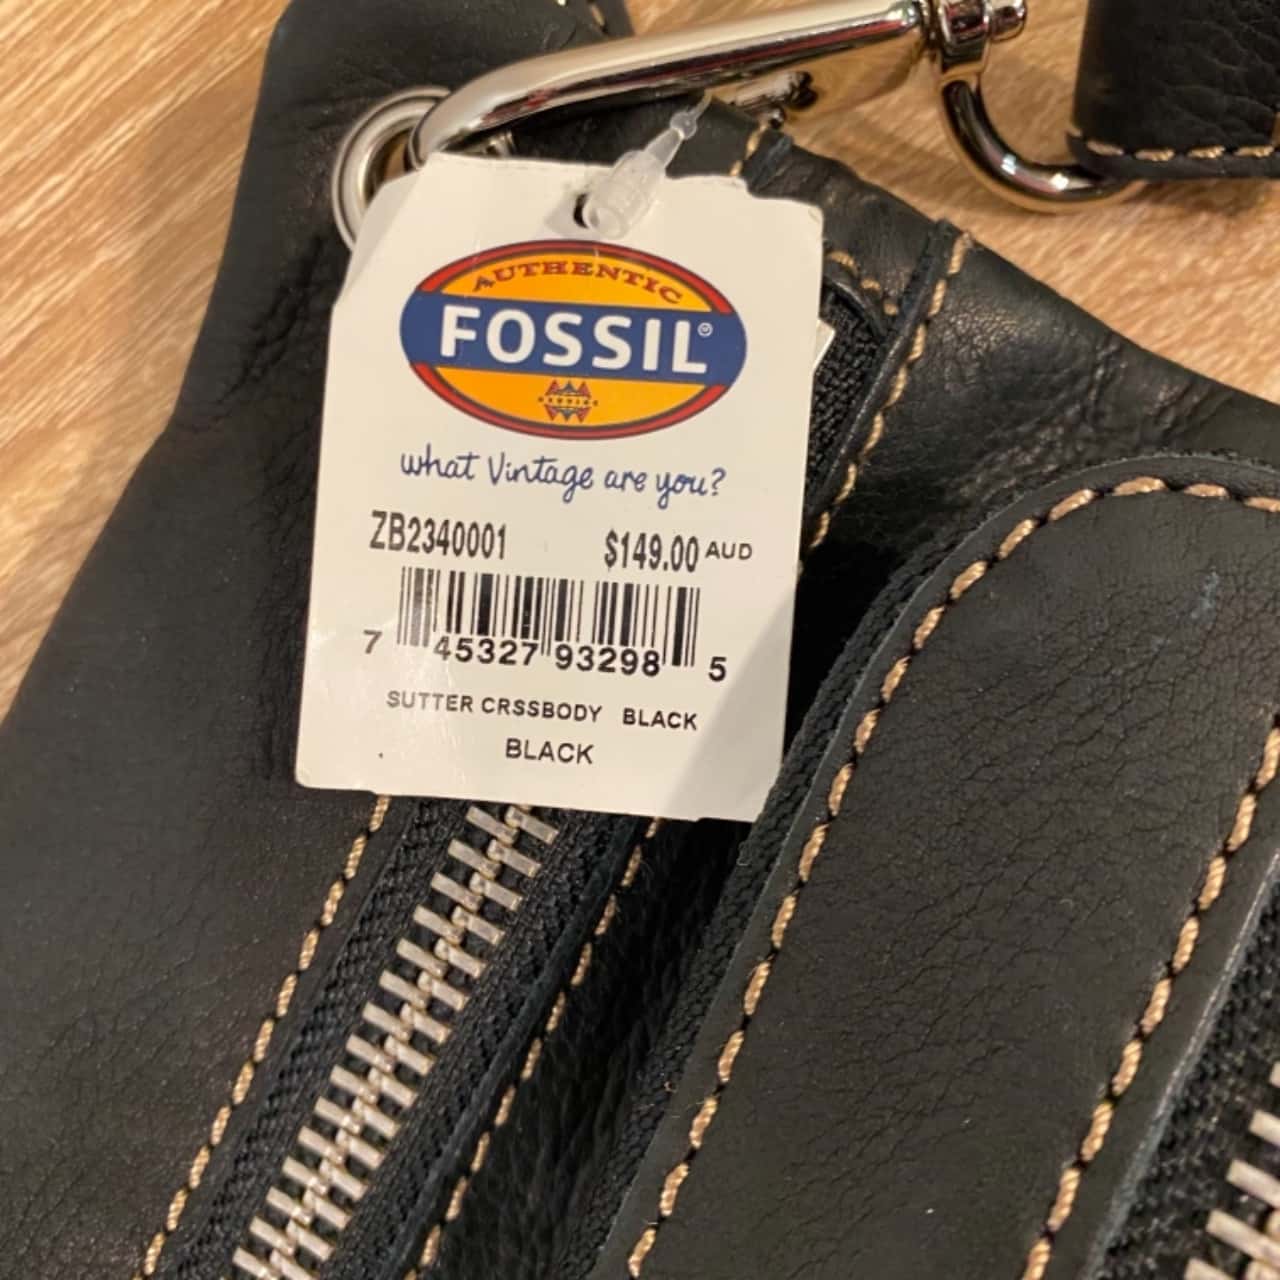 AUTHENTIC
FOSSIL®
what Vintage are you?
ZB2340001 $149.00 AUD
7 45327 93298 5
SUTTER CRSSBODY BLACK
BLACK